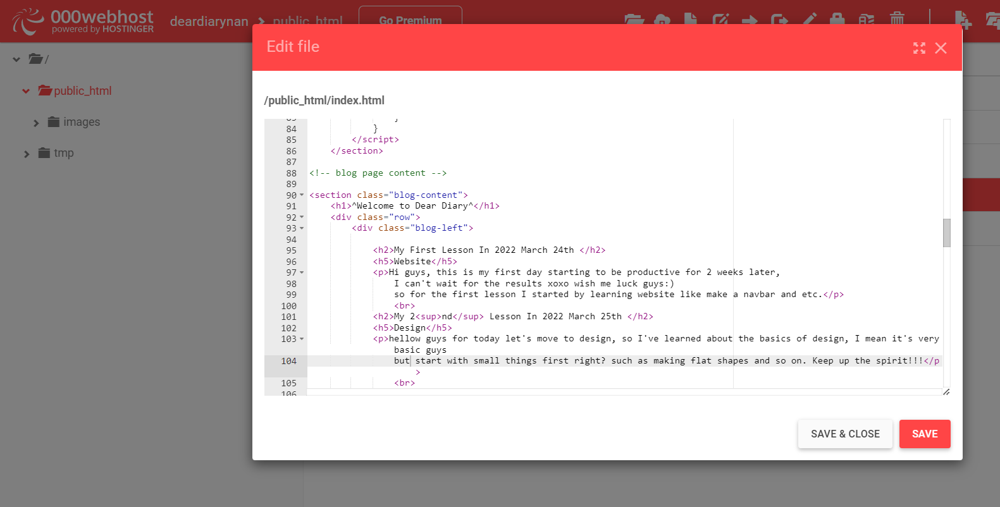 000webhost
powered by HOSTINGER
deardiarynan > public_html
Go Premium
/
public_html
images
tmp
Edit file
/public_html/index.html
83 }
84 }
85 </script>
86 </section>
87
88 <!-- blog page content -->
89
90 <section class="blog-content">
91 <h1>^Welcome to Dear Diary^</h1>
92 <div class="row">
93 <div class="blog-left">
94
95 <h2>My First Lesson In 2022 March 24th </h2>
96 <h5>Website</h5>
97 <p>Hi guys, this is my first day starting to be productive for 2 weeks later,
98 I can't wait for the results xoxo wish me luck guys:)
99 so for the first lesson I started by learning website like make a navbar and etc.</p>
100 <br>
101 <h2>My 2<sup>nd</sup> Lesson In 2022 March 25th </h2>
102 <h5>Design</h5>
103 <p>hellow guys for today let's move to design, so I've learned about the basics of design, I mean it's very
basic guys
104 but start with small things first right? such as making flat shapes and so on. Keep up the spirit!!!</p
>
105 <br>
106
SAVE & CLOSE
SAVE